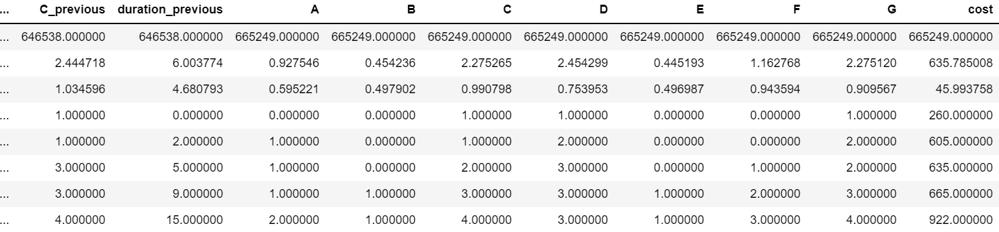 ... C_previous duration_previous A B C D E F G cost
... 646538.000000 646538.000000 665249.000000 665249.000000 665249.000000 665249.000000 665249.000000 665249.000000 665249.000000 665249.000000
... 2.444718 6.003774 0.927546 0.454236 2.275265 2.454299 0.445193 1.162768 2.275120 635.785008
... 1.034596 4.680793 0.595221 0.497902 0.990798 0.753953 0.496987 0.943594 0.909567 45.993758
... 1.000000 0.000000 0.000000 0.000000 1.000000 1.000000 0.000000 0.000000 1.000000 260.000000
... 1.000000 2.000000 1.000000 0.000000 1.000000 2.000000 0.000000 0.000000 2.000000 605.000000
... 3.000000 5.000000 1.000000 0.000000 2.000000 3.000000 0.000000 1.000000 2.000000 635.000000
... 3.000000 9.000000 1.000000 1.000000 3.000000 3.000000 1.000000 2.000000 3.000000 665.000000
... 4.000000 15.000000 2.000000 1.000000 4.000000 3.000000 1.000000 3.000000 4.000000 922.000000